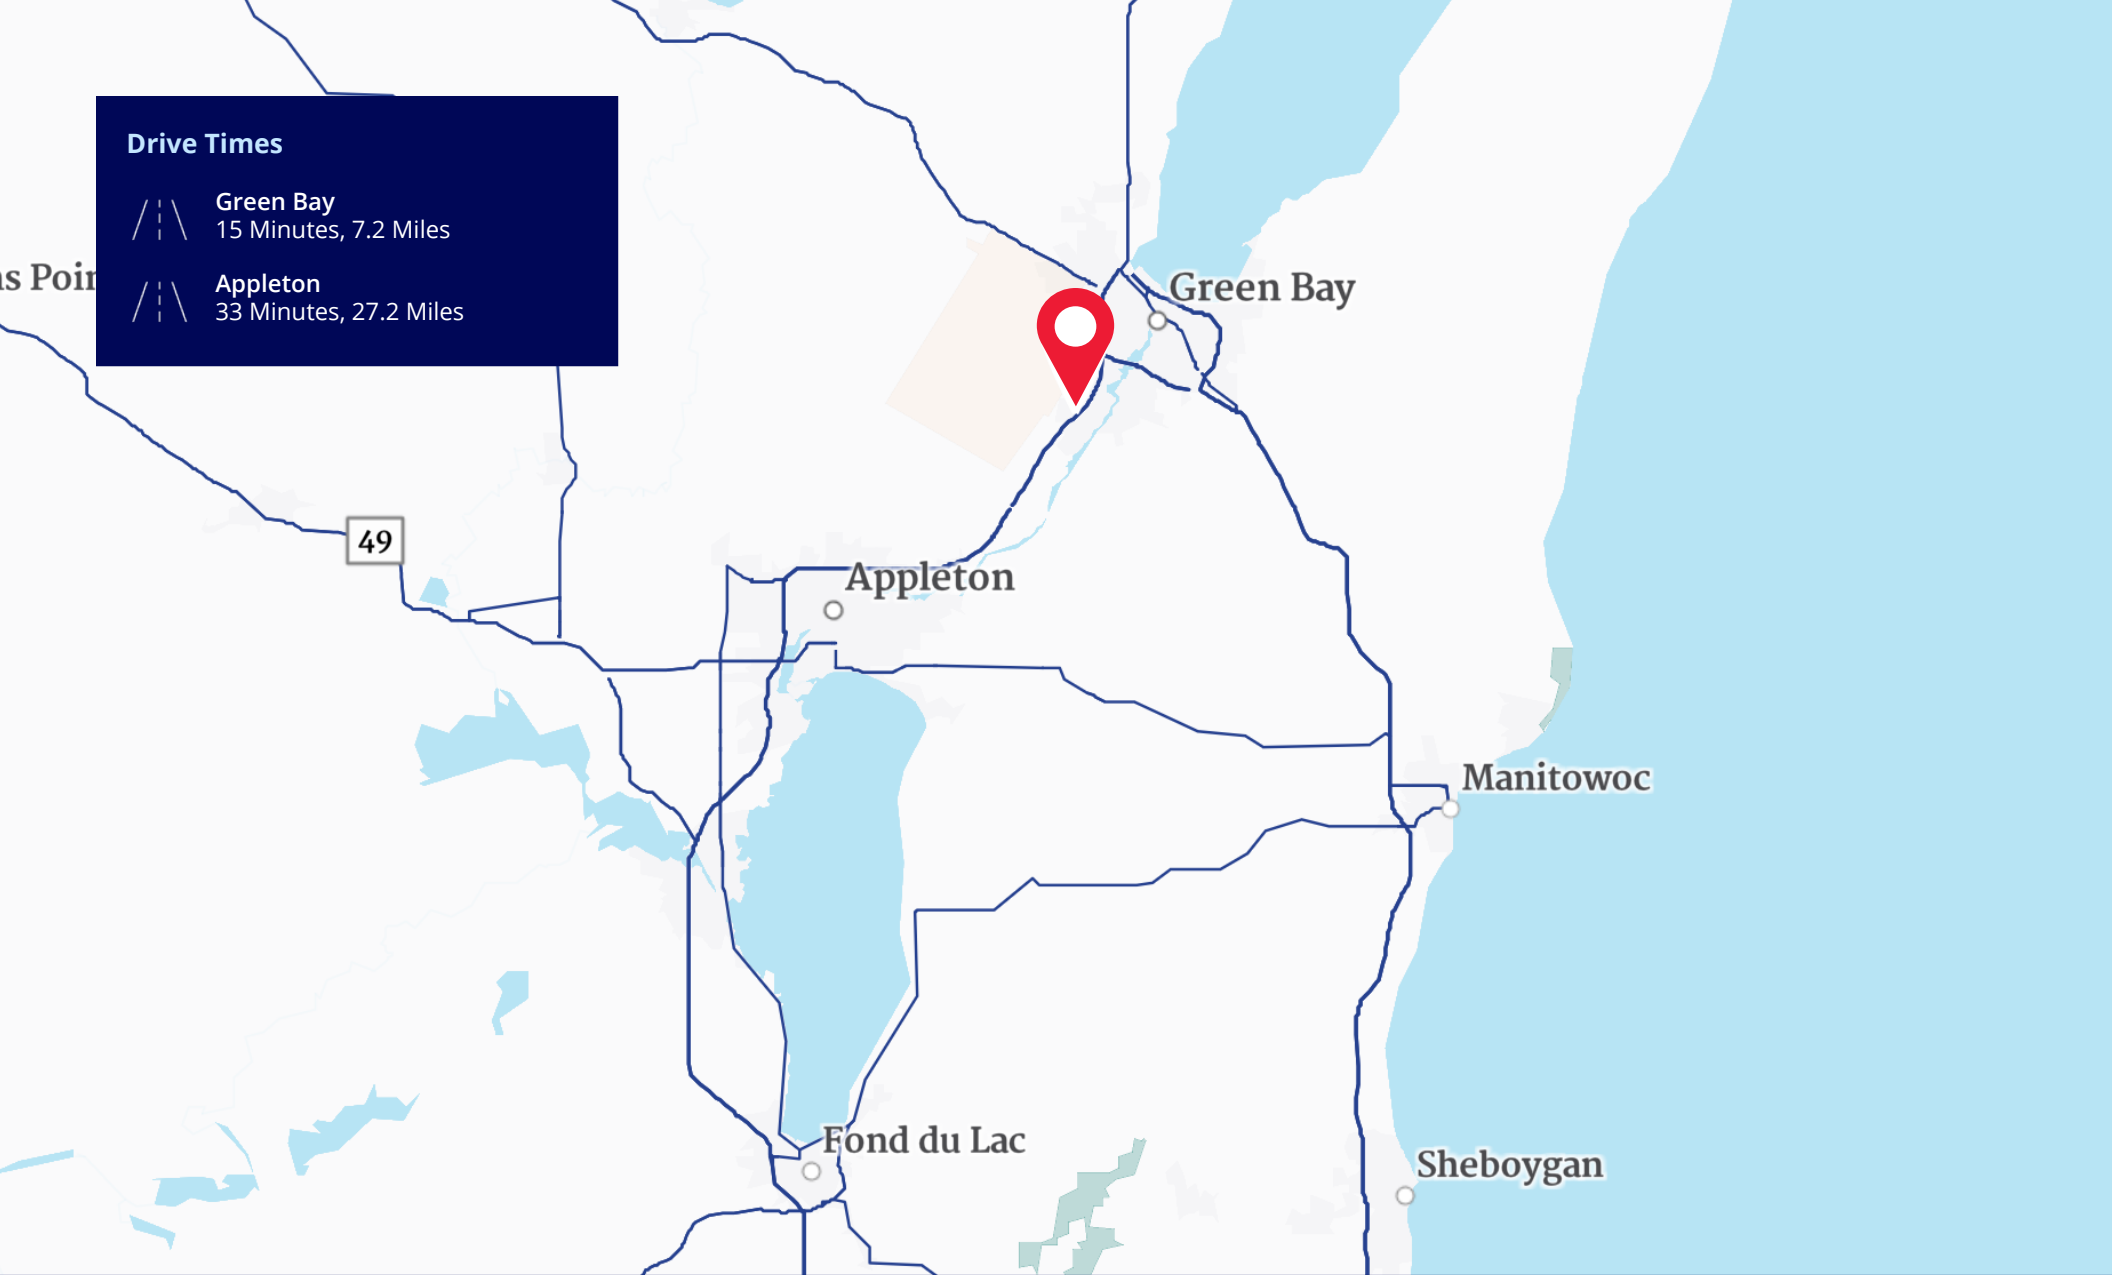 Drive Times
Green Bay
15 Minutes, 7.2 Miles
Appleton
33 Minutes, 27.2 Miles
Green Bay
49
Appleton
Manitowoc
Fond du Lac
Sheboygan